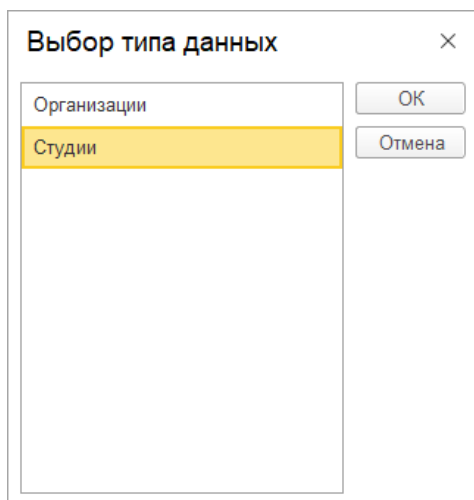 Выбор типа данных
Организации
Студии
ОК
Отмена